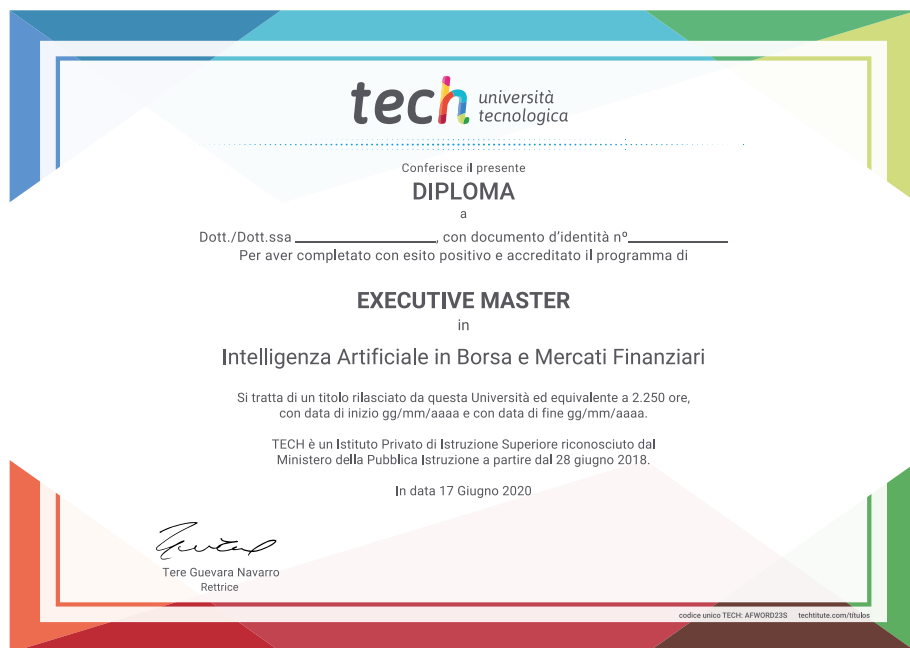 tech università
tecnologica
Conferisce il presente
DIPLOMA
a
Dott./Dott.ssa ____________________, con documento d'identità nº______________
Per aver completato con esito positivo e accreditato il programma di
EXECUTIVE MASTER
in
Intelligenza Artificiale in Borsa e Mercati Finanziari
Si tratta di un titolo rilasciato da questa Università ed equivalente a 2.250 ore,
con data di inizio gg/mm/aaaa e con data di fine gg/mm/aaaa.
TECH è un Istituto Privato di Istruzione Superiore riconosciuto dal
Ministero della Pubblica Istruzione a partire dal 28 giugno 2018.
In data 17 Giugno 2020
Tere Guevara Navarro
Rettrice
codice unico TECH: AFWORD23S techtitute.com/títulos